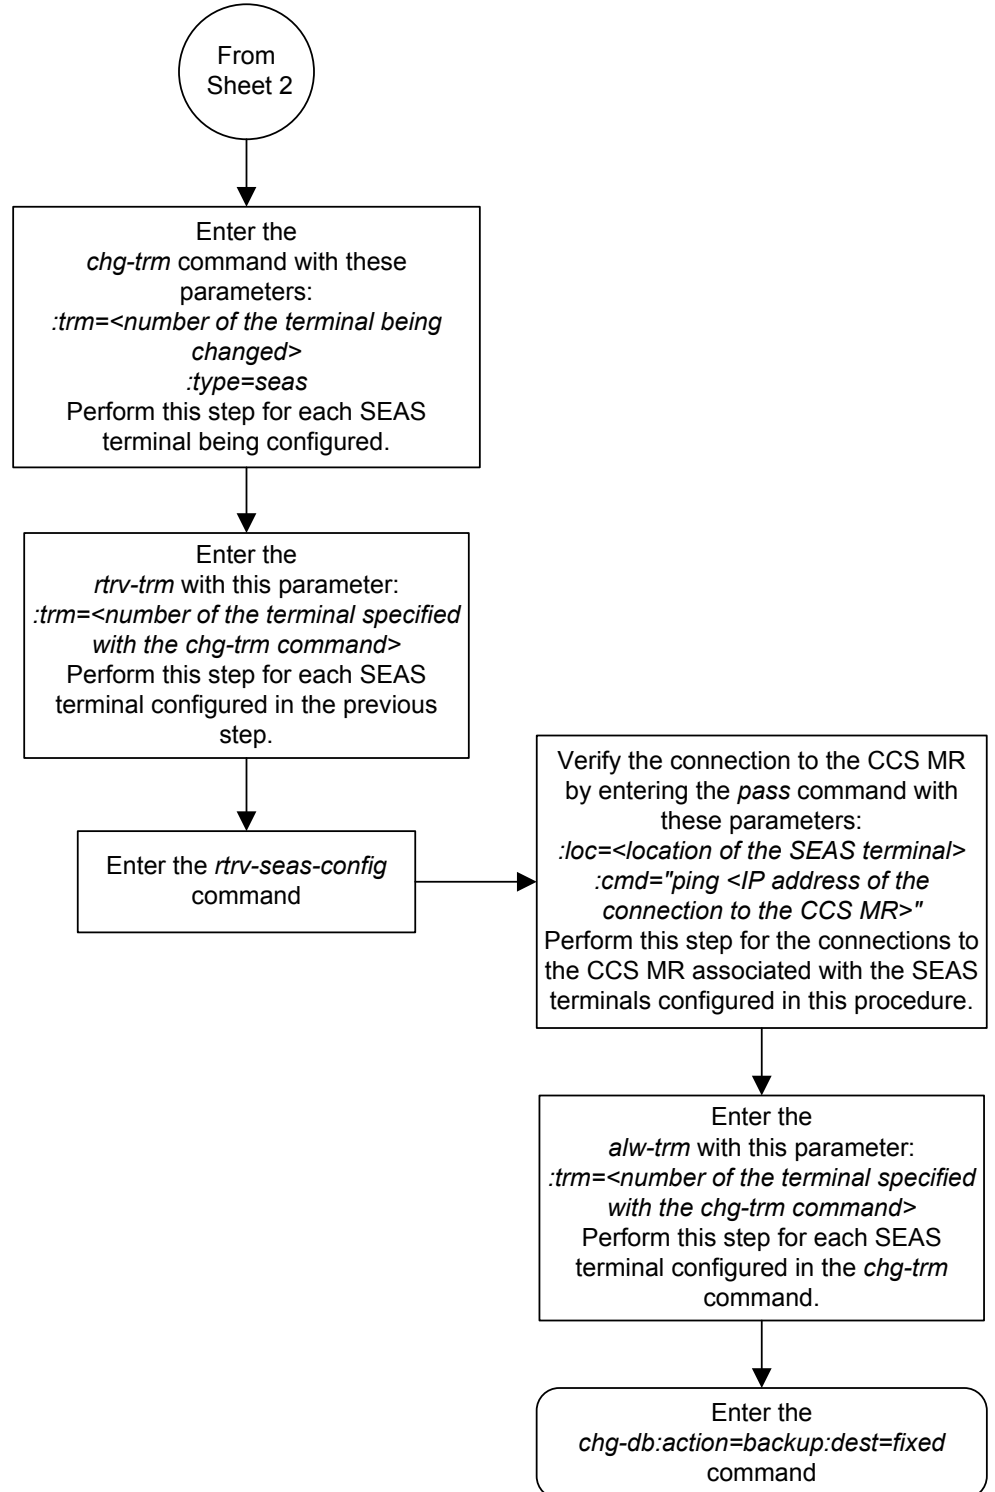 From
Sheet 2
Enter the
chg-trm command with these
parameters:
:trm=<number of the terminal being
changed>
:type=seas
Perform this step for each SEAS
terminal being configured.
Enter the
rtrv-trm with this parameter:
:trm=<number of the terminal specified
with the chg-trm command>
Perform this step for each SEAS
terminal configured in the previous
step.
Enter the rtrv-seas-config
command
Verify the connection to the CCS MR
by entering the pass command with
these parameters:
:loc=<location of the SEAS terminal>
:cmd="ping <IP address of the
connection to the CCS MR>"
Perform this step for the connections to
the CCS MR associated with the SEAS
terminals configured in this procedure.
Enter the
alw-trm with this parameter:
:trm=<number of the terminal specified
with the chg-trm command>
Perform this step for each SEAS
terminal configured in the chg-trm
command.
Enter the
chg-db:action=backup:dest=fixed
command